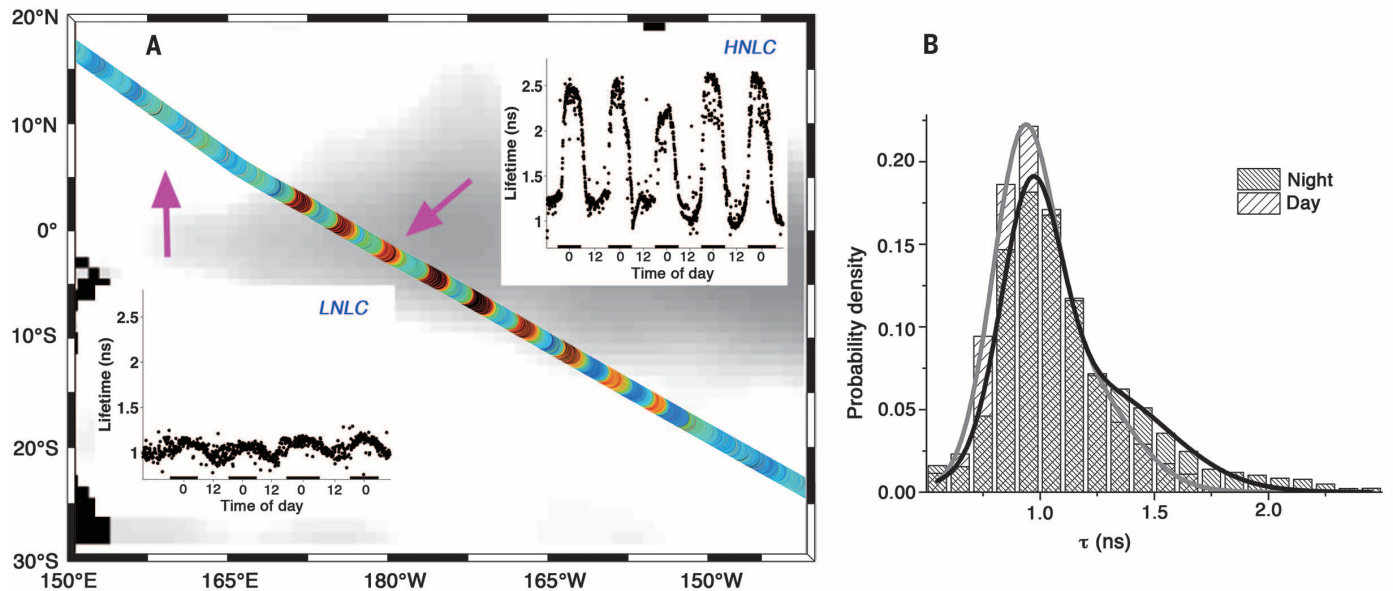 A
20°N
10°N
0°
10°S
20°S
30°S
150°E
165°E
180°W
165°W
150°W
HNLC
Lifetime (ns)
2.5
2
1.5
1
0 12 0 12 0 12 0 12 0
Time of day
LNLC
Lifetime (ns)
2.5
2
1.5
1
0 12 0 12 0 12 0
Time of day
B
Probability density
0.20
0.15
0.10
0.05
0.00
1.0 1.5 2.0
τ (ns)
Night
Day